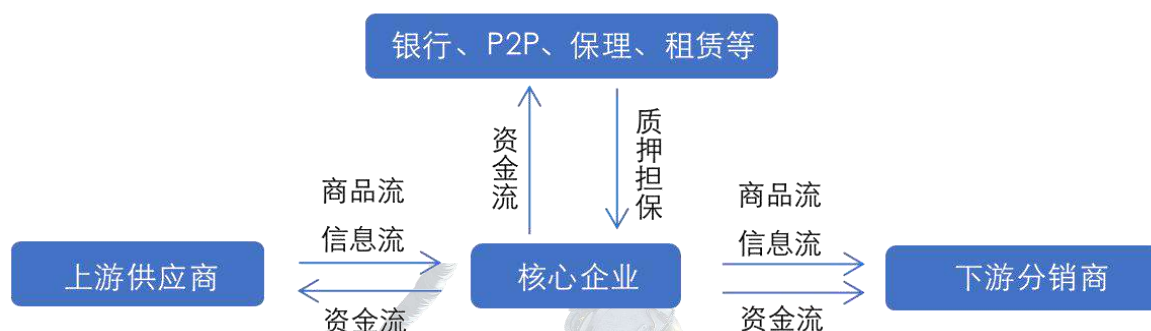 银行、P2P、保理、租赁等
资金流
质押担保
商品流
信息流
商品流
信息流
上游供应商
核心企业
下游分销商
资金流
资金流